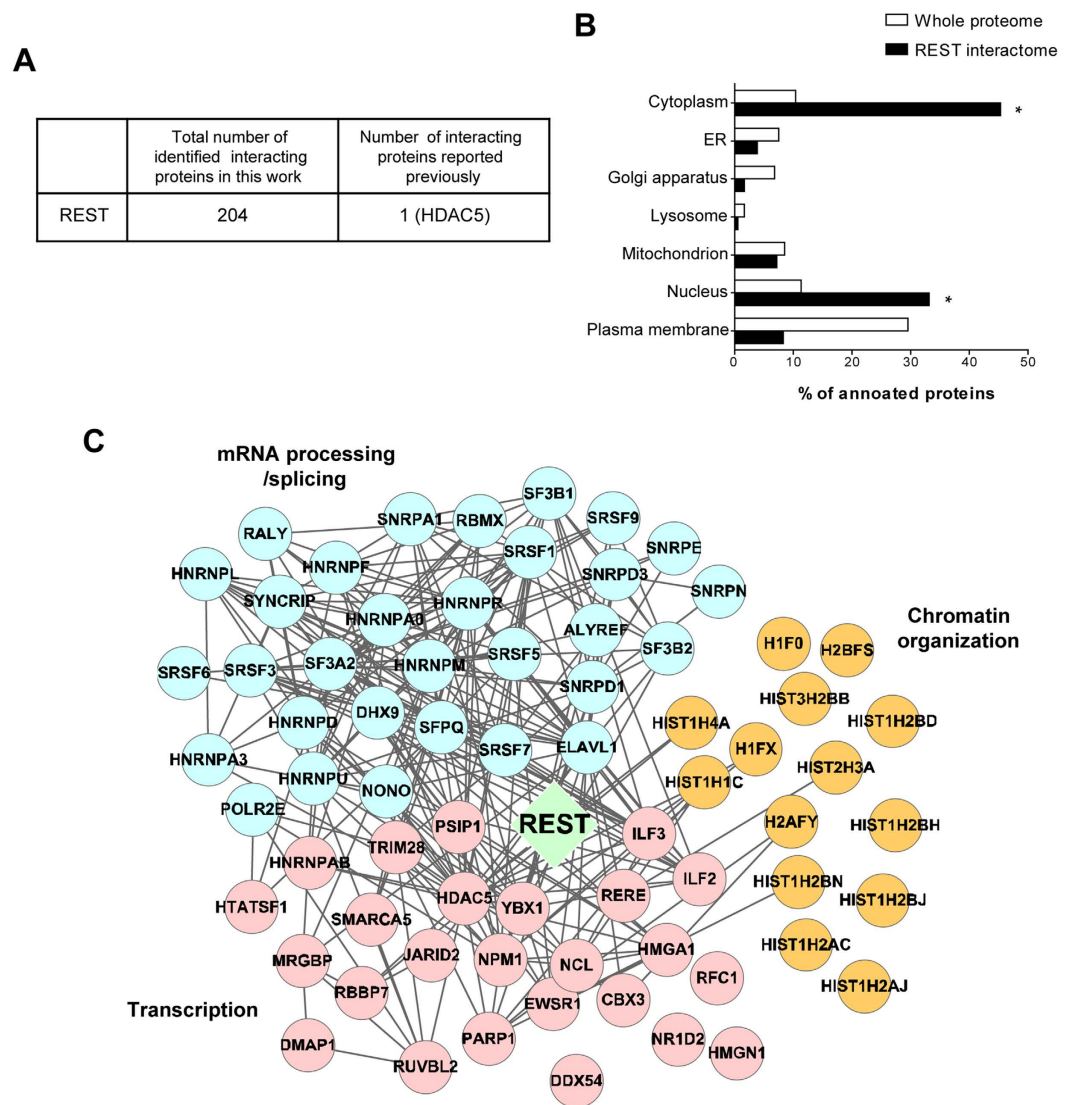 A
Total number of
identified interacting
proteins in this work
Number of interacting
proteins reported
previously
REST
204
1 (HDAC5)
B
Whole proteome
REST interactome
Cytoplasm
*
ER
Golgi apparatus
Lysosome
Mitochondrion
Nucleus
*
Plasma membrane
0 10 20 30 40 50
% of annoated proteins
C
mRNA processing
/splicing
SF3B1
SNRPA1
RBMX
SRSF9
RALY
SRSF1
SNRPE
HNRNPL
HNRNPF
SNRPD3
SYNCRIP
HNRNPR
SNRPN
HNRNPA0
ALYREF
Chromatin
organization
SRSF6
SRSF3
SF3A2
HNRNPM
SRSF5
SF3B2
H1F0
H2BFS
SNRPD1
HIST3H2BB
HNRNPD
DHX9
SFPQ
HIST1H4A
HIST1H2BD
SRSF7
ELAVL1
H1FX
HNRNPA3
HNRNPU
NONO
HIST1H1C
HIST2H3A
POLR2E
PSIP1
REST
ILF3
H2AFY
HIST1H2BH
HNRNPAB
TRIM28
HTATSF1
HDAC5
YBX1
RERE
ILF2
HIST1H2BN
HIST1H2BJ
SMARCA5
MRGBP
JARID2
NPM1
NCL
HMGA1
HIST1H2AC
RBBP7
EWSR1
CBX3
RFC1
HIST1H2AJ
Transcription
DMAP1
RUVBL2
PARP1
NR1D2
HMGN1
DDX54